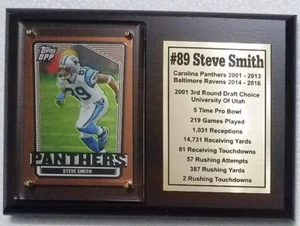 Topps
OPP
89
PANTHERS
STEVE SMITH
#89 Steve Smith
Carolina Panthers 2001 - 2013
Baltimore Ravens 2014 - 2016
2001 3rd Round Draft Choice
University Of Utah
5 Time Pro Bowl
219 Games Played
1,031 Receptions
14,731 Receiving Yards
81 Receiving Touchdowns
57 Rushing Attempts
387 Rushing Yards
2 Rushing Touchdowns